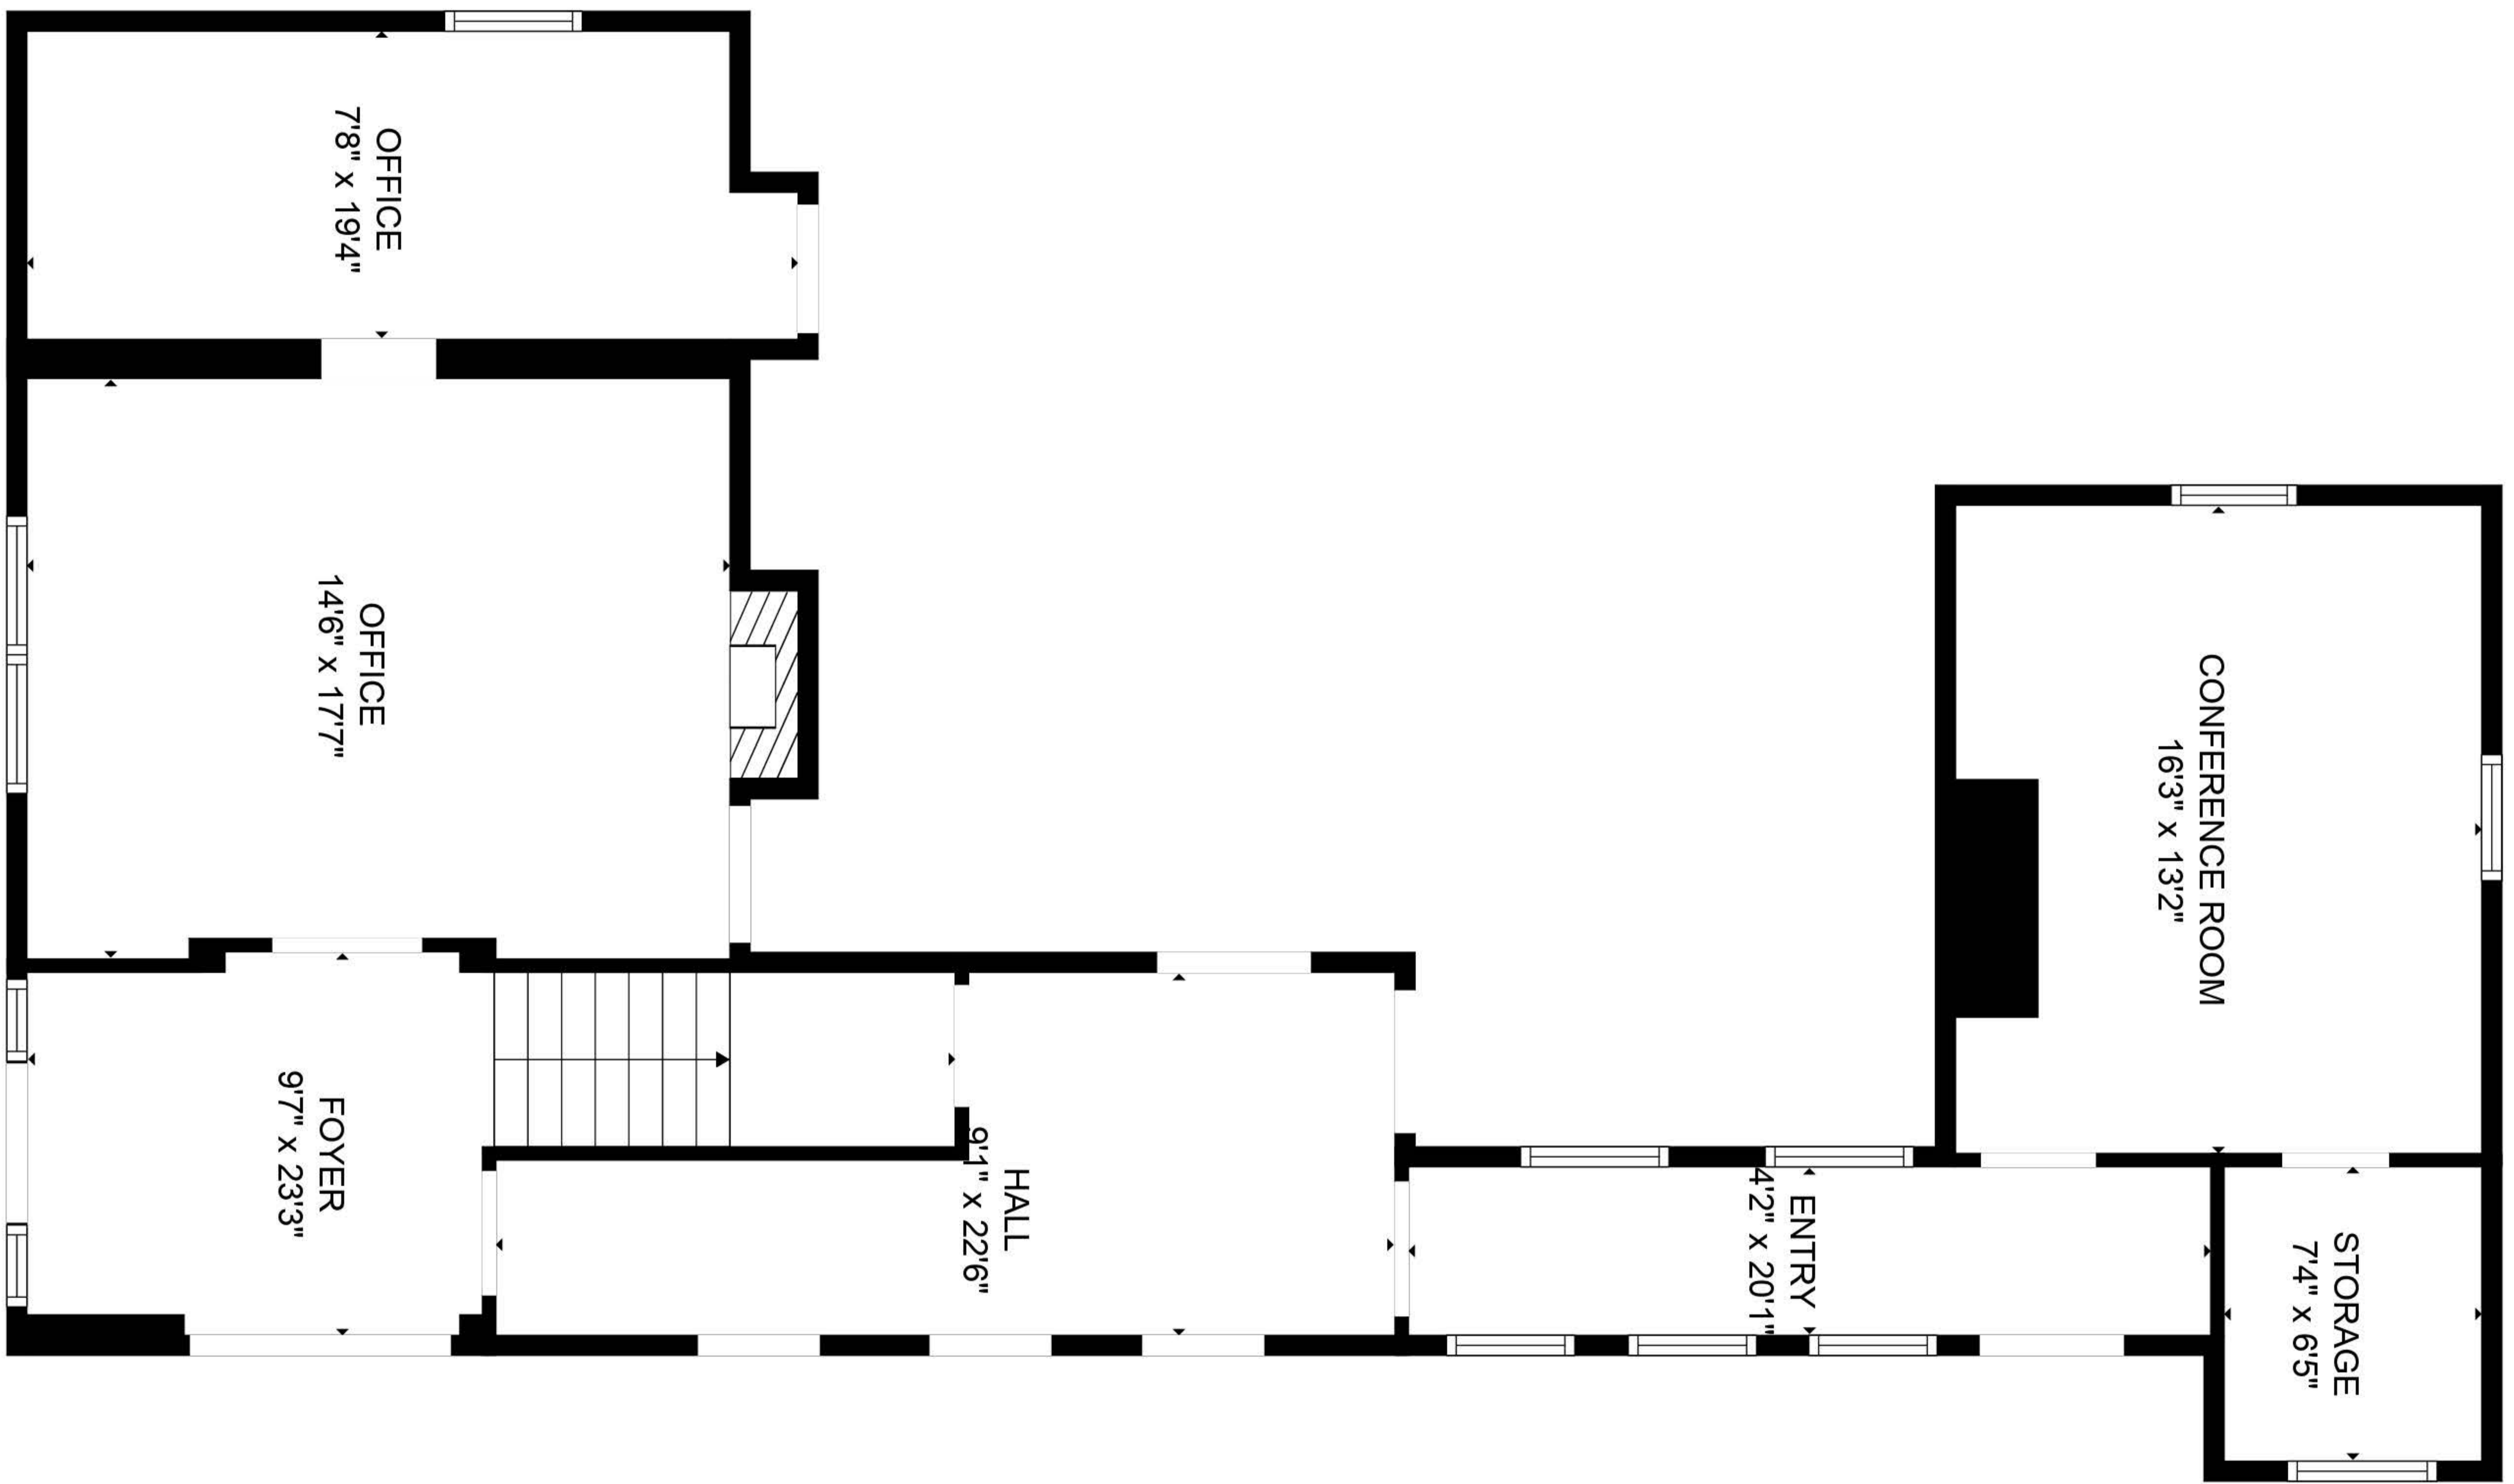 OFFICE
7'8" x 19'4"
OFFICE
14'6" x 17'7"
FOYER
9'7" x 23'3"
HALL
9'1" x 22'6"
ENTRY
4'2" x 20'1"
CONFERENCE ROOM
16'3" x 13'2"
STORAGE
7'4" x 6'5"